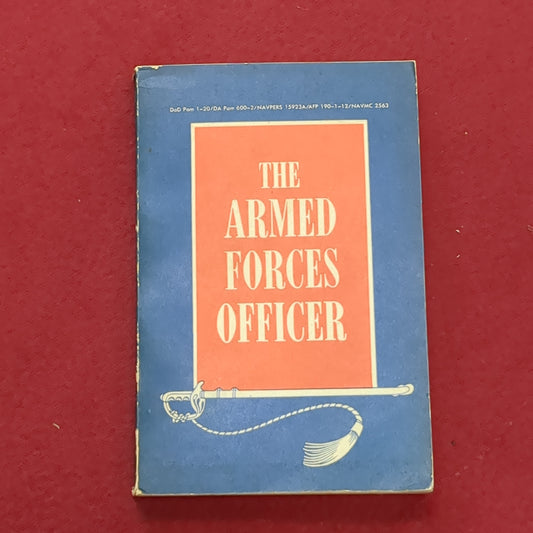 DoD Pam 1-20/DA Pam 600-2/NAVPERS 15923A/AFP 190-1-12/NAVMC 2563
THE
ARMED
FORCES
OFFICER